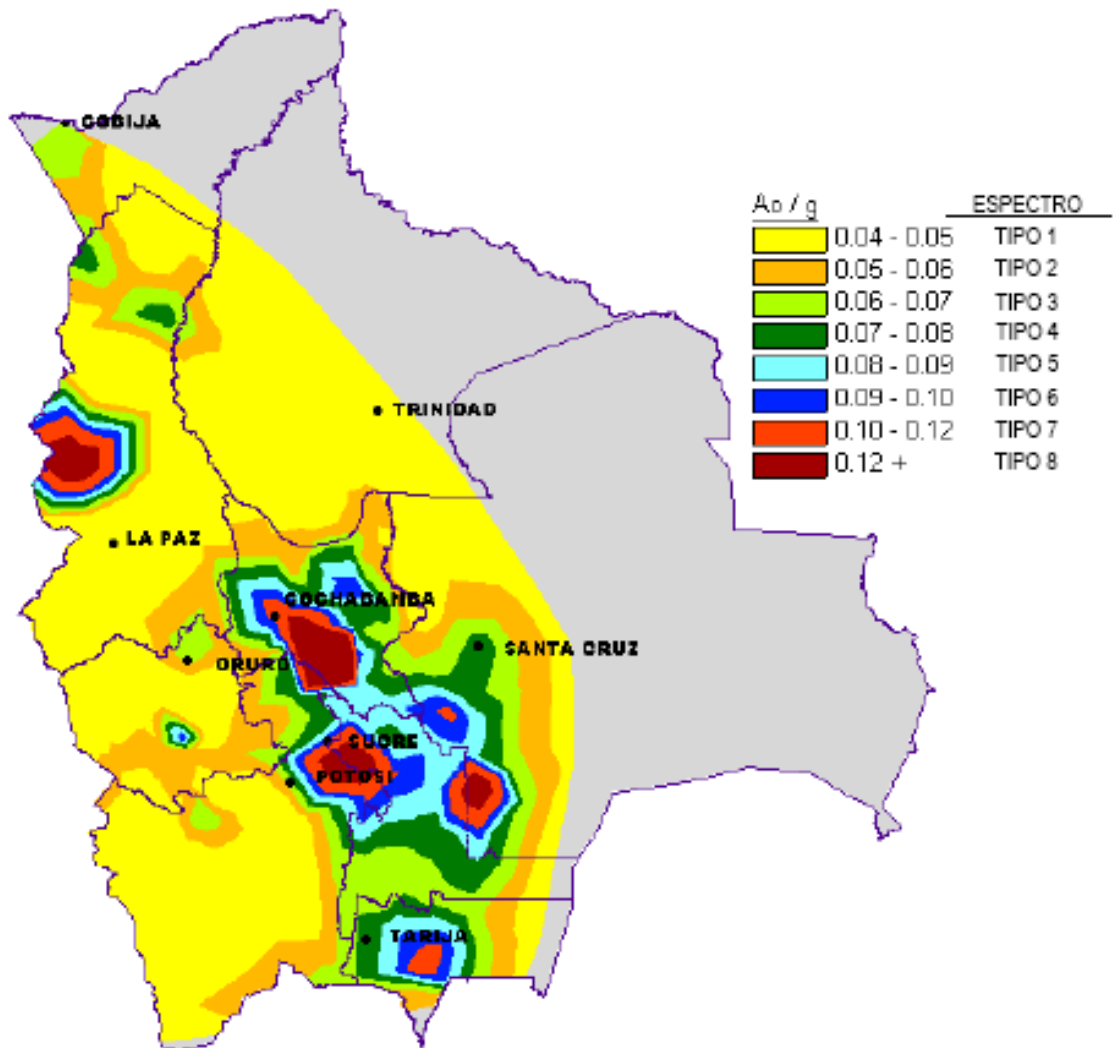 COBIJA
Ao / g ESPECTRO
0.04 - 0.05 TIPO 1
0.05 - 0.06 TIPO 2
0.06 - 0.07 TIPO 3
0.07 - 0.08 TIPO 4
0.08 - 0.09 TIPO 5
0.09 - 0.10 TIPO 6
0.10 - 0.12 TIPO 7
0.12 + TIPO 8
TRINIDAD
LA PAZ
COCHABAMBA
SANTA CRUZ
ORURO
SUCRE
POTOSI
TARIJA